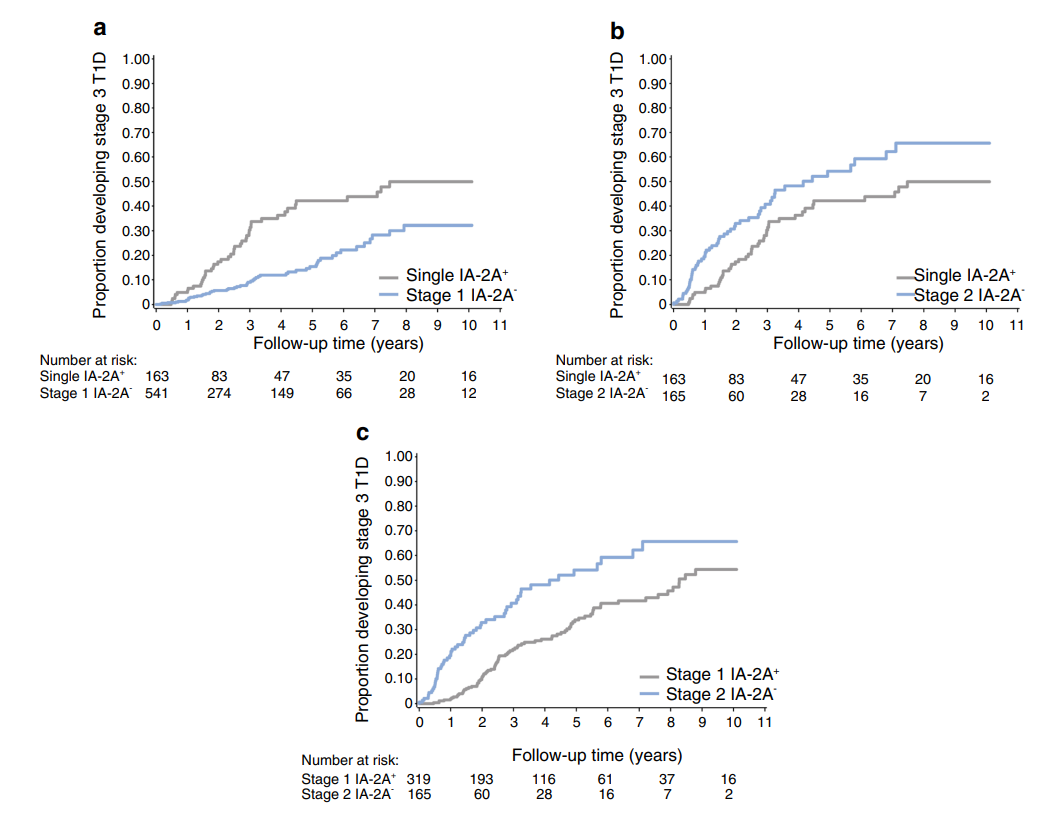 a
Proportion developing stage 3 T1D
1.00
0.90
0.80
0.70
0.60
0.50
0.40
0.30
0.20
0.10
0
Single IA-2A⁺
Stage 1 IA-2A⁻
0 1 2 3 4 5 6 7 8 9 10 11
Follow-up time (years)
Number at risk:
Single IA-2A⁺ 163 83 47 35 20 16
Stage 1 IA-2A⁻ 541 274 149 66 28 12
b
Proportion developing stage 3 T1D
1.00
0.90
0.80
0.70
0.60
0.50
0.40
0.30
0.20
0.10
0
Single IA-2A⁺
Stage 2 IA-2A⁻
0 1 2 3 4 5 6 7 8 9 10 11
Follow-up time (years)
Number at risk:
Single IA-2A⁺ 163 83 47 35 20 16
Stage 2 IA-2A⁻ 165 60 28 16 7 2
c
Proportion developing stage 3 T1D
1.00
0.90
0.80
0.70
0.60
0.50
0.40
0.30
0.20
0.10
0
Stage 1 IA-2A⁺
Stage 2 IA-2A⁻
0 1 2 3 4 5 6 7 8 9 10 11
Follow-up time (years)
Number at risk:
Stage 1 IA-2A⁺ 319 193 116 61 37 16
Stage 2 IA-2A⁻ 165 60 28 16 7 2